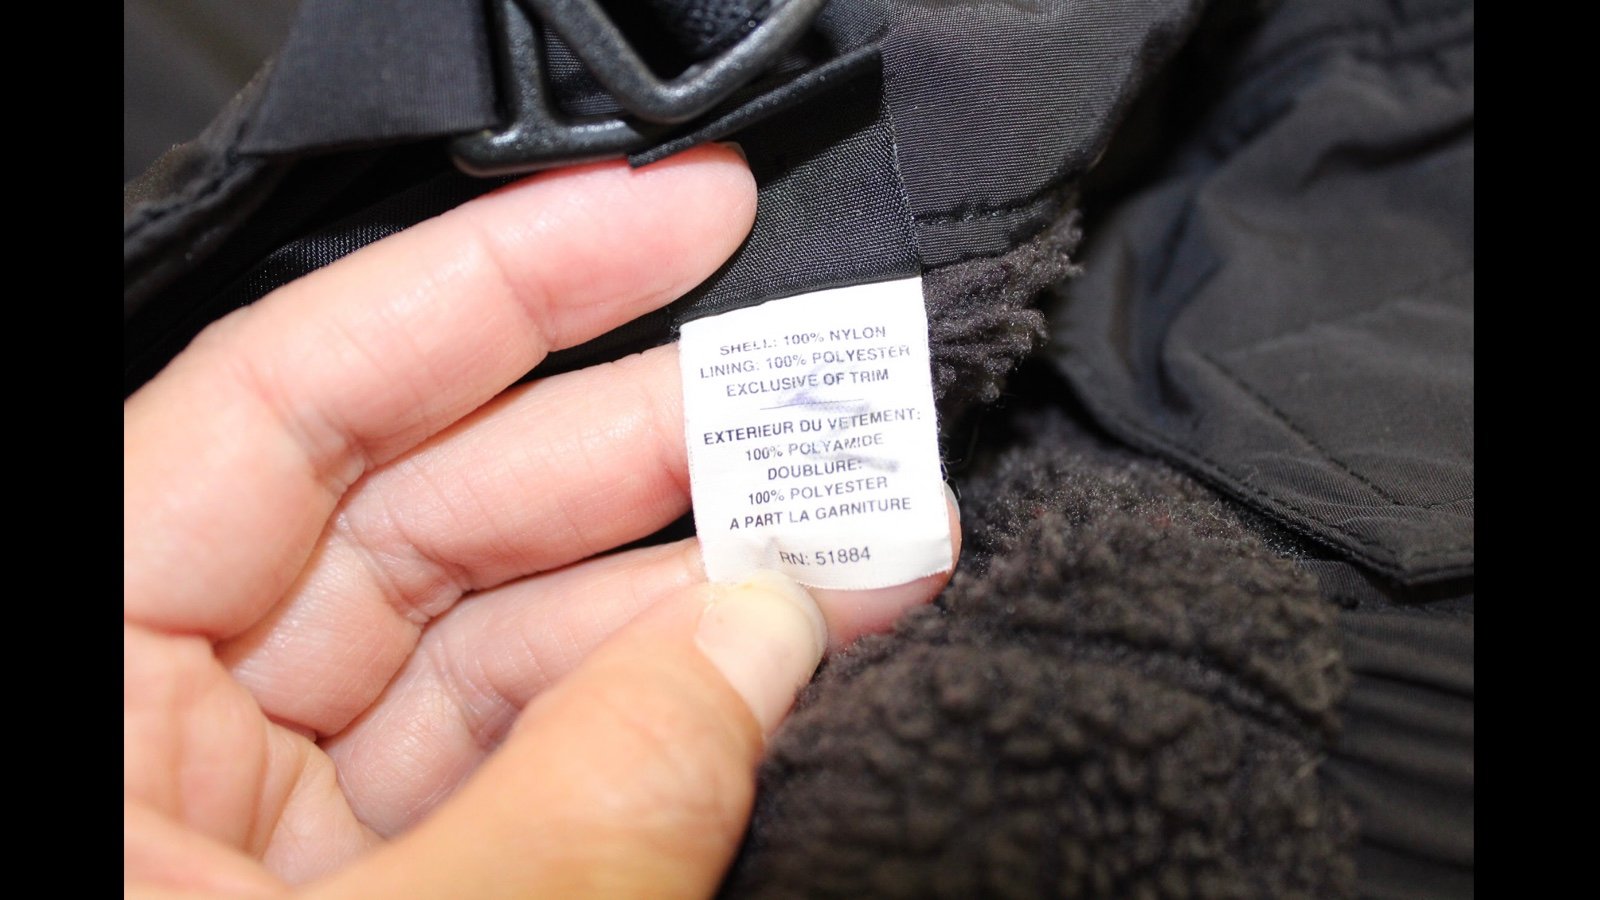 SHELL: 100% NYLON
LINING: 100% POLYESTER
EXCLUSIVE OF TRIM
EXTERIEUR DU VETEMENT:
100% POLYAMIDE
DOUBLURE:
100% POLYESTER
A PART LA GARNITURE
RN: 51884